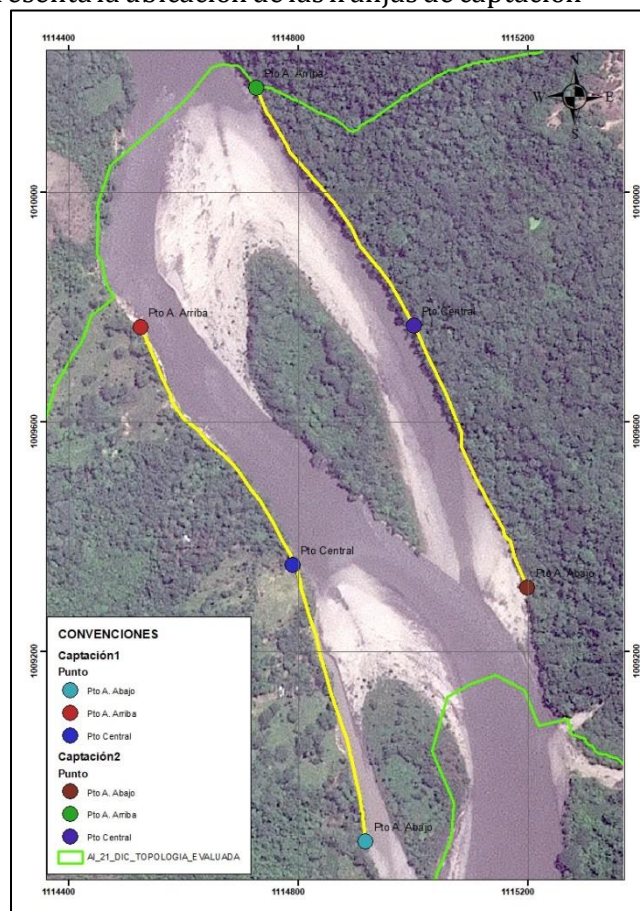 resenta la ubicación de las franjas de captación
1114400 1114800 1115200
Pto A. Arriba
N
W E
S
1010000 1010000
Pto A. Arriba
Pto Central
1009600 1009600
Pto Central
Pto A. Abajo
CONVENCIONES
Captación1
Punto
Pto A. Abajo
Pto A. Arriba
Pto Central
Captación2
Punto
Pto A. Abajo
Pto A. Arriba
Pto Central
AI_21_DIC_TOPOLOGIA_EVALUADA
1009200 1009200
Pto A. Abajo
1114400 1114800 1115200